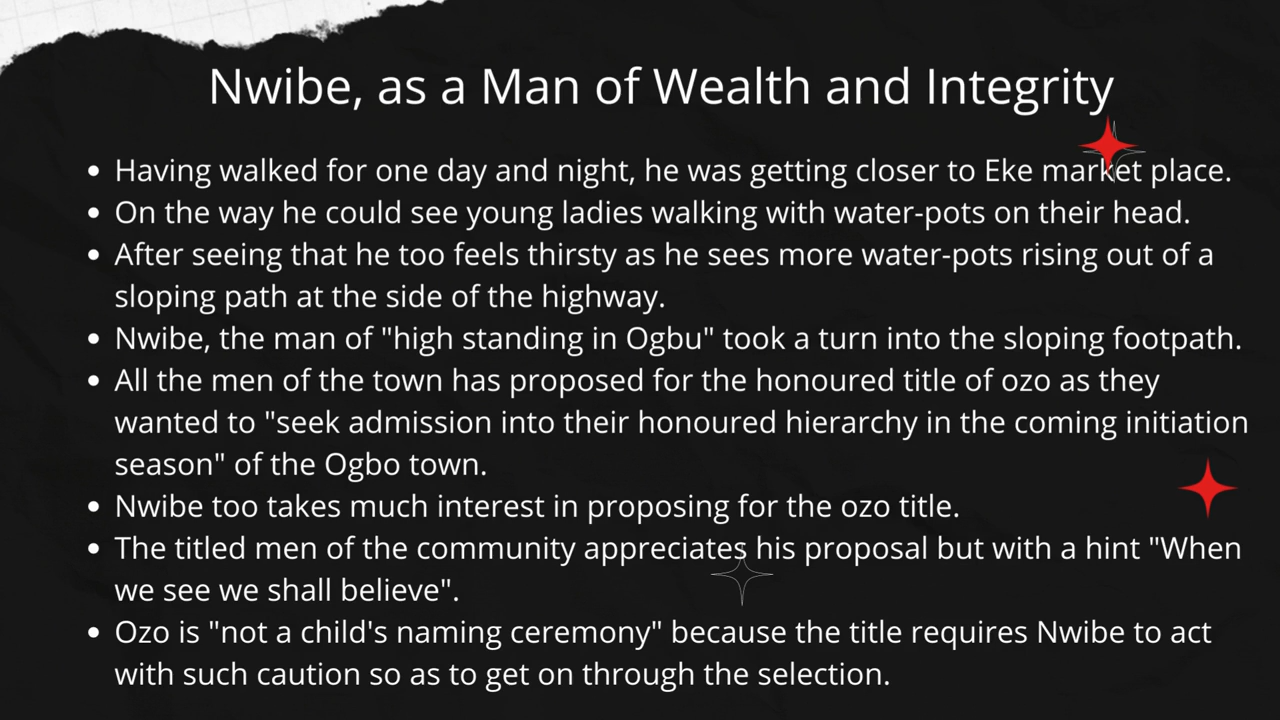 Nwibe, as a Man of Wealth and Integrity
• Having walked for one day and night, he was getting closer to Eke market place.
• On the way he could see young ladies walking with water-pots on their head.
• After seeing that he too feels thirsty as he sees more water-pots rising out of a
sloping path at the side of the highway.
• Nwibe, the man of "high standing in Ogbu" took a turn into the sloping footpath.
• All the men of the town has proposed for the honoured title of ozo as they
wanted to "seek admission into their honoured hierarchy in the coming initiation
season" of the Ogbo town.
• Nwibe too takes much interest in proposing for the ozo title.
• The titled men of the community appreciates his proposal but with a hint "When
we see we shall believe".
• Ozo is "not a child's naming ceremony" because the title requires Nwibe to act
with such caution so as to get on through the selection.